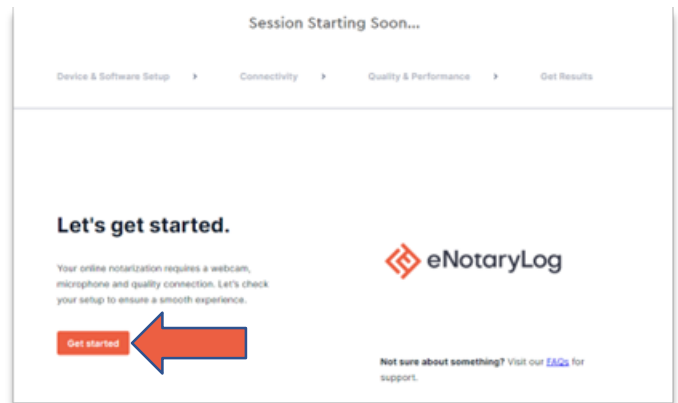 Session Starting Soon...
Device & Software Setup > Connectivity > Quality & Performance > Get Results
Let's get started.
Your online notarization requires a webcam,
microphone and quality connection. Let's check
your setup to ensure a smooth experience.
Get started
eNotaryLog
Not sure about something? Visit our FAQs for
support.